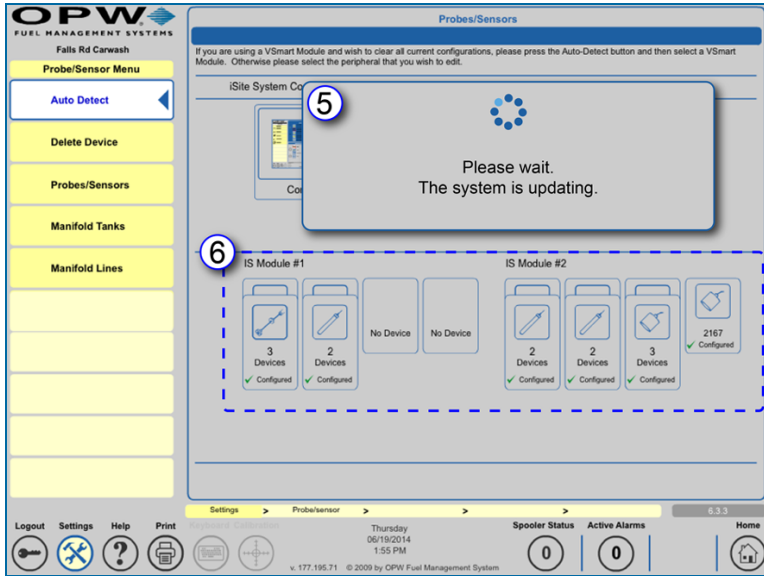 OPW
FUEL MANAGEMENT SYSTEMS
Falls Rd Carwash
Probe/Sensor Menu
Auto Detect
Delete Device
Probes/Sensors
Manifold Tanks
Manifold Lines
Probes/Sensors
If you are using a VSmart Module and wish to clear all current configurations, please press the Auto-Detect button and then select a VSmart
Module. Otherwise please select the peripheral that you wish to edit.
iSite System Co
Con
5
Please wait.
The system is updating.
6
IS Module #1
3
Devices
Configured
2
Devices
Configured
No Device
No Device
IS Module #2
2
Devices
Configured
2
Devices
Configured
3
Devices
Configured
2167
Configured
Settings > Probe/sensor > > >
6.3.3
Logout
Settings
Help
Print
Keyboard Calibration
Thursday
06/19/2014
1:55 PM
v. 177.195.71 © 2009 by OPW Fuel Management System
Spooler Status
0
Active Alarms
0
Home